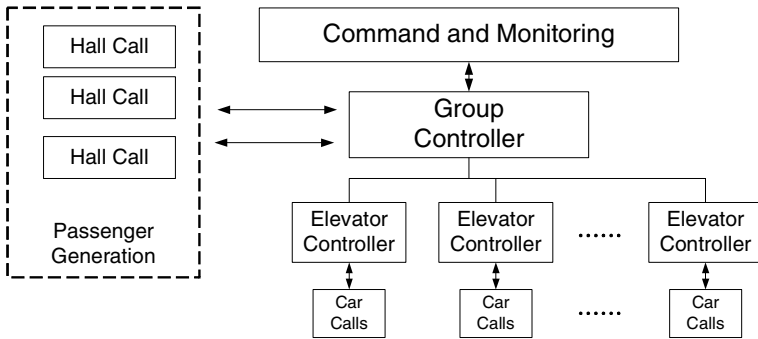 Hall Call
Hall Call
Hall Call
Passenger
Generation
Command and Monitoring
Group
Controller
Elevator
Controller
Elevator
Controller
......
Elevator
Controller
Car
Calls
Car
Calls
......
Car
Calls